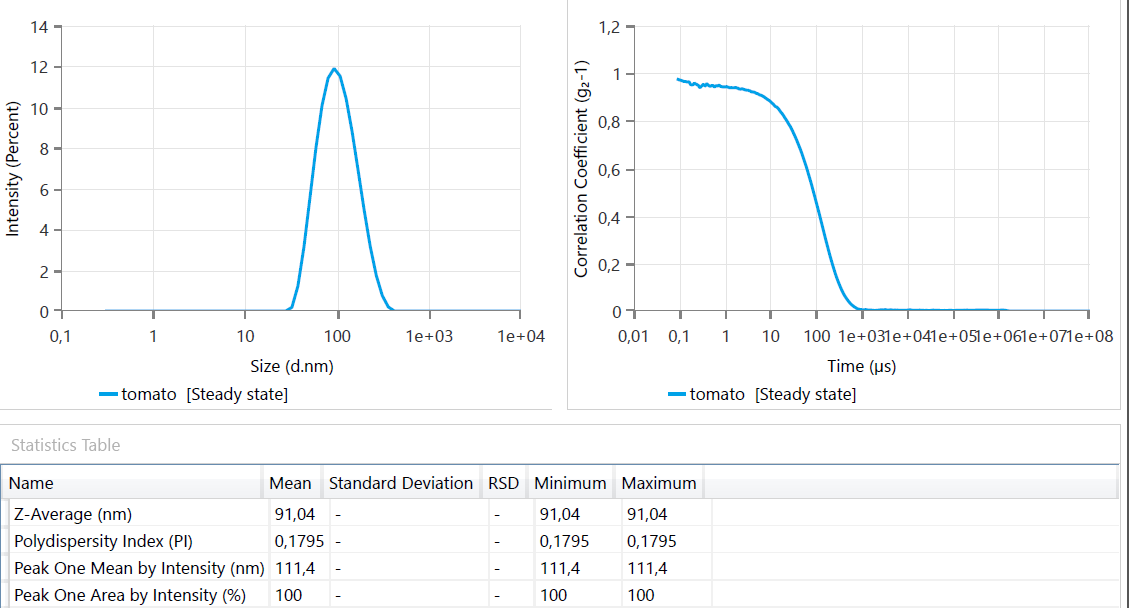 14
12
10
8
6
4
2
0
Intensity (Percent)
0,1 1 10 100 1e+03 1e+04
Size (d.nm)
tomato [Steady state]
1,2
1
0,8
0,6
0,4
0,2
0
Correlation Coefficient (g₂-1)
0,01 0,1 1 10 100 1e+03 1e+04 1e+05 1e+06 1e+07 1e+08
Time (µs)
tomato [Steady state]
Statistics Table
Name Mean Standard Deviation RSD Minimum Maximum
Z-Average (nm) 91,04 - - 91,04 91,04
Polydispersity Index (PI) 0,1795 - - 0,1795 0,1795
Peak One Mean by Intensity (nm) 111,4 - - 111,4 111,4
Peak One Area by Intensity (%) 100 - - 100 100